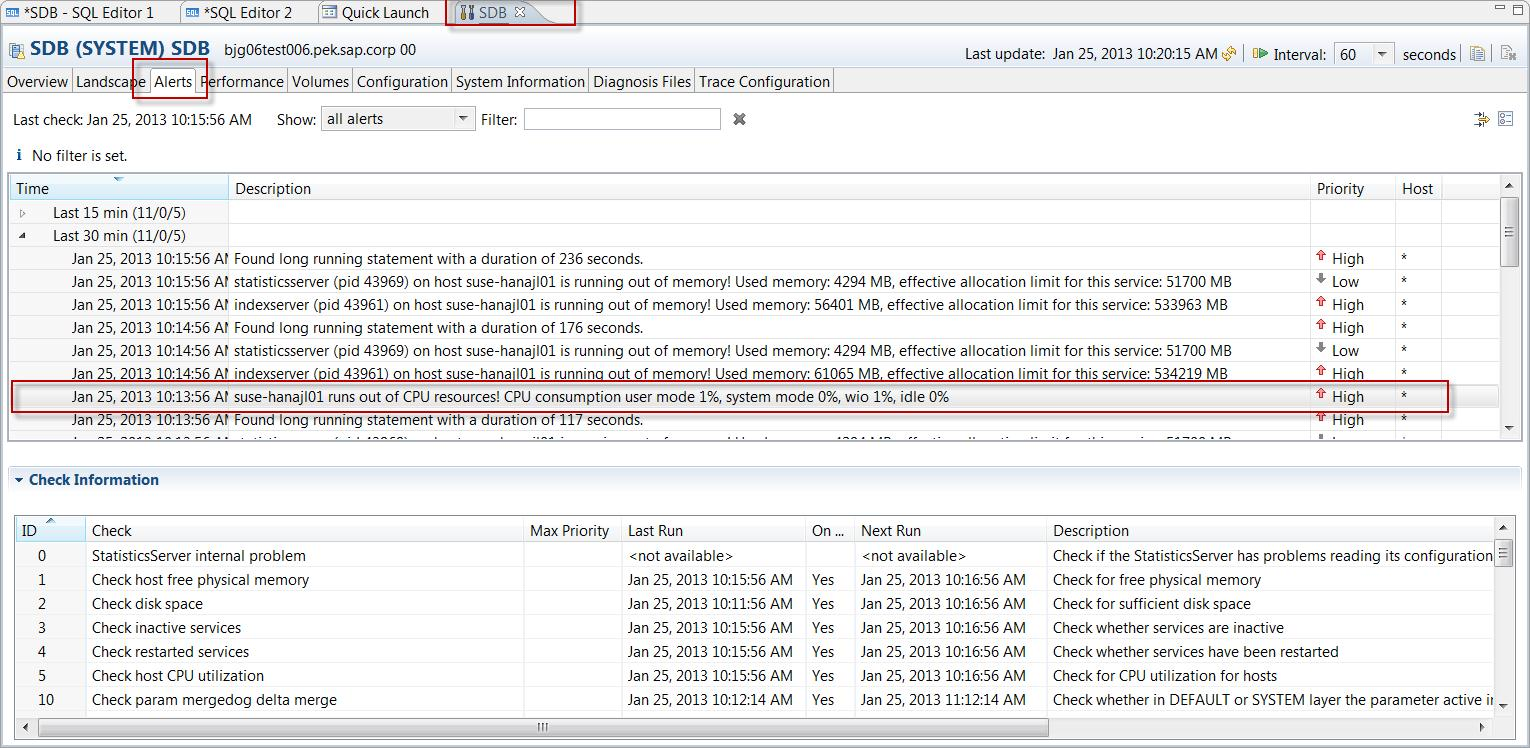 *SDB - SQL Editor 1 *SQL Editor 2 Quick Launch SDB
SDB (SYSTEM) SDB bjg06test006.pek.sap.corp 00
Last update: Jan 25, 2013 10:20:15 AM Interval: 60 seconds
Overview Landscape Alerts Performance Volumes Configuration System Information Diagnosis Files Trace Configuration
Last check: Jan 25, 2013 10:15:56 AM Show: all alerts Filter:
No filter is set.
Time Description Priority Host
Last 15 min (11/0/5)
Last 30 min (11/0/5)
Jan 25, 2013 10:15:56 AM Found long running statement with a duration of 236 seconds. High *
Jan 25, 2013 10:15:56 AM statisticsserver (pid 43969) on host suse-hanajl01 is running out of memory! Used memory: 4294 MB, effective allocation limit for this service: 51700 MB Low *
Jan 25, 2013 10:15:56 AM indexserver (pid 43961) on host suse-hanajl01 is running out of memory! Used memory: 56401 MB, effective allocation limit for this service: 533963 MB High *
Jan 25, 2013 10:14:56 AM Found long running statement with a duration of 176 seconds. High *
Jan 25, 2013 10:14:56 AM statisticsserver (pid 43969) on host suse-hanajl01 is running out of memory! Used memory: 4294 MB, effective allocation limit for this service: 51700 MB Low *
Jan 25, 2013 10:14:56 AM indexserver (pid 43961) on host suse-hanajl01 is running out of memory! Used memory: 61065 MB, effective allocation limit for this service: 534219 MB High *
Jan 25, 2013 10:13:56 AM suse-hanajl01 runs out of CPU resources! CPU consumption user mode 1%, system mode 0%, wio 1%, idle 0% High *
Jan 25, 2013 10:13:56 AM Found long running statement with a duration of 117 seconds. High *
Check Information
ID Check Max Priority Last Run On ... Next Run Description
0 StatisticsServer internal problem <not available> <not available> Check if the StatisticsServer has problems reading its configuration
1 Check host free physical memory Jan 25, 2013 10:15:56 AM Yes Jan 25, 2013 10:16:56 AM Check for free physical memory
2 Check disk space Jan 25, 2013 10:11:56 AM Yes Jan 25, 2013 10:16:56 AM Check for sufficient disk space
3 Check inactive services Jan 25, 2013 10:15:56 AM Yes Jan 25, 2013 10:16:56 AM Check whether services are inactive
4 Check restarted services Jan 25, 2013 10:15:56 AM Yes Jan 25, 2013 10:16:56 AM Check whether services have been restarted
5 Check host CPU utilization Jan 25, 2013 10:15:56 AM Yes Jan 25, 2013 10:16:56 AM Check for CPU utilization for hosts
10 Check param mergedog delta merge Jan 25, 2013 10:12:14 AM Yes Jan 25, 2013 11:12:14 AM Check whether in DEFAULT or SYSTEM layer the parameter active in